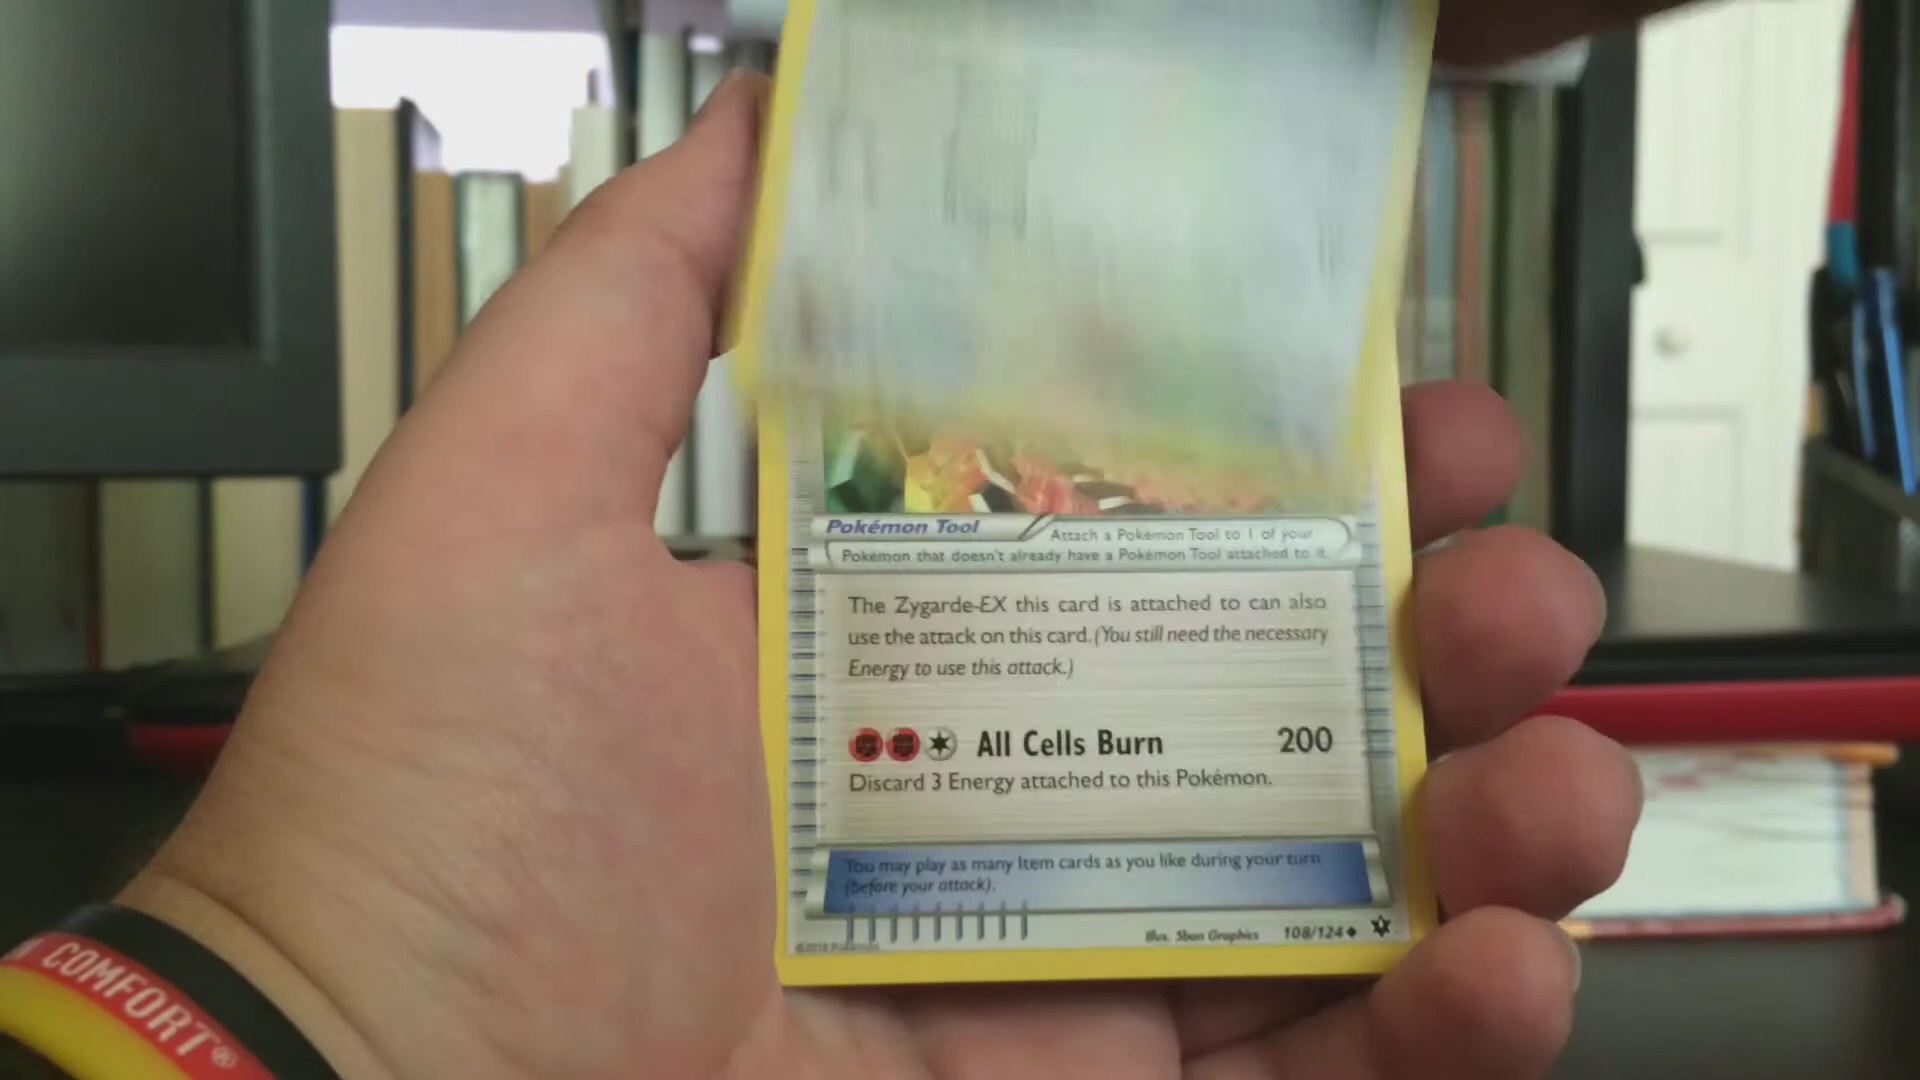 Pokémon Tool
Attach a Pokémon Tool to 1 of your
Pokémon that doesn't already have a Pokémon Tool attached to it.
The Zygarde-EX this card is attached to can also
use the attack on this card. (You still need the necessary
Energy to use this attack.)
All Cells Burn 200
Discard 3 Energy attached to this Pokémon.
You may play as many Item cards as you like during your turn
(before your attack).
Illus. 5ban Graphics 108/124
COMFORT®